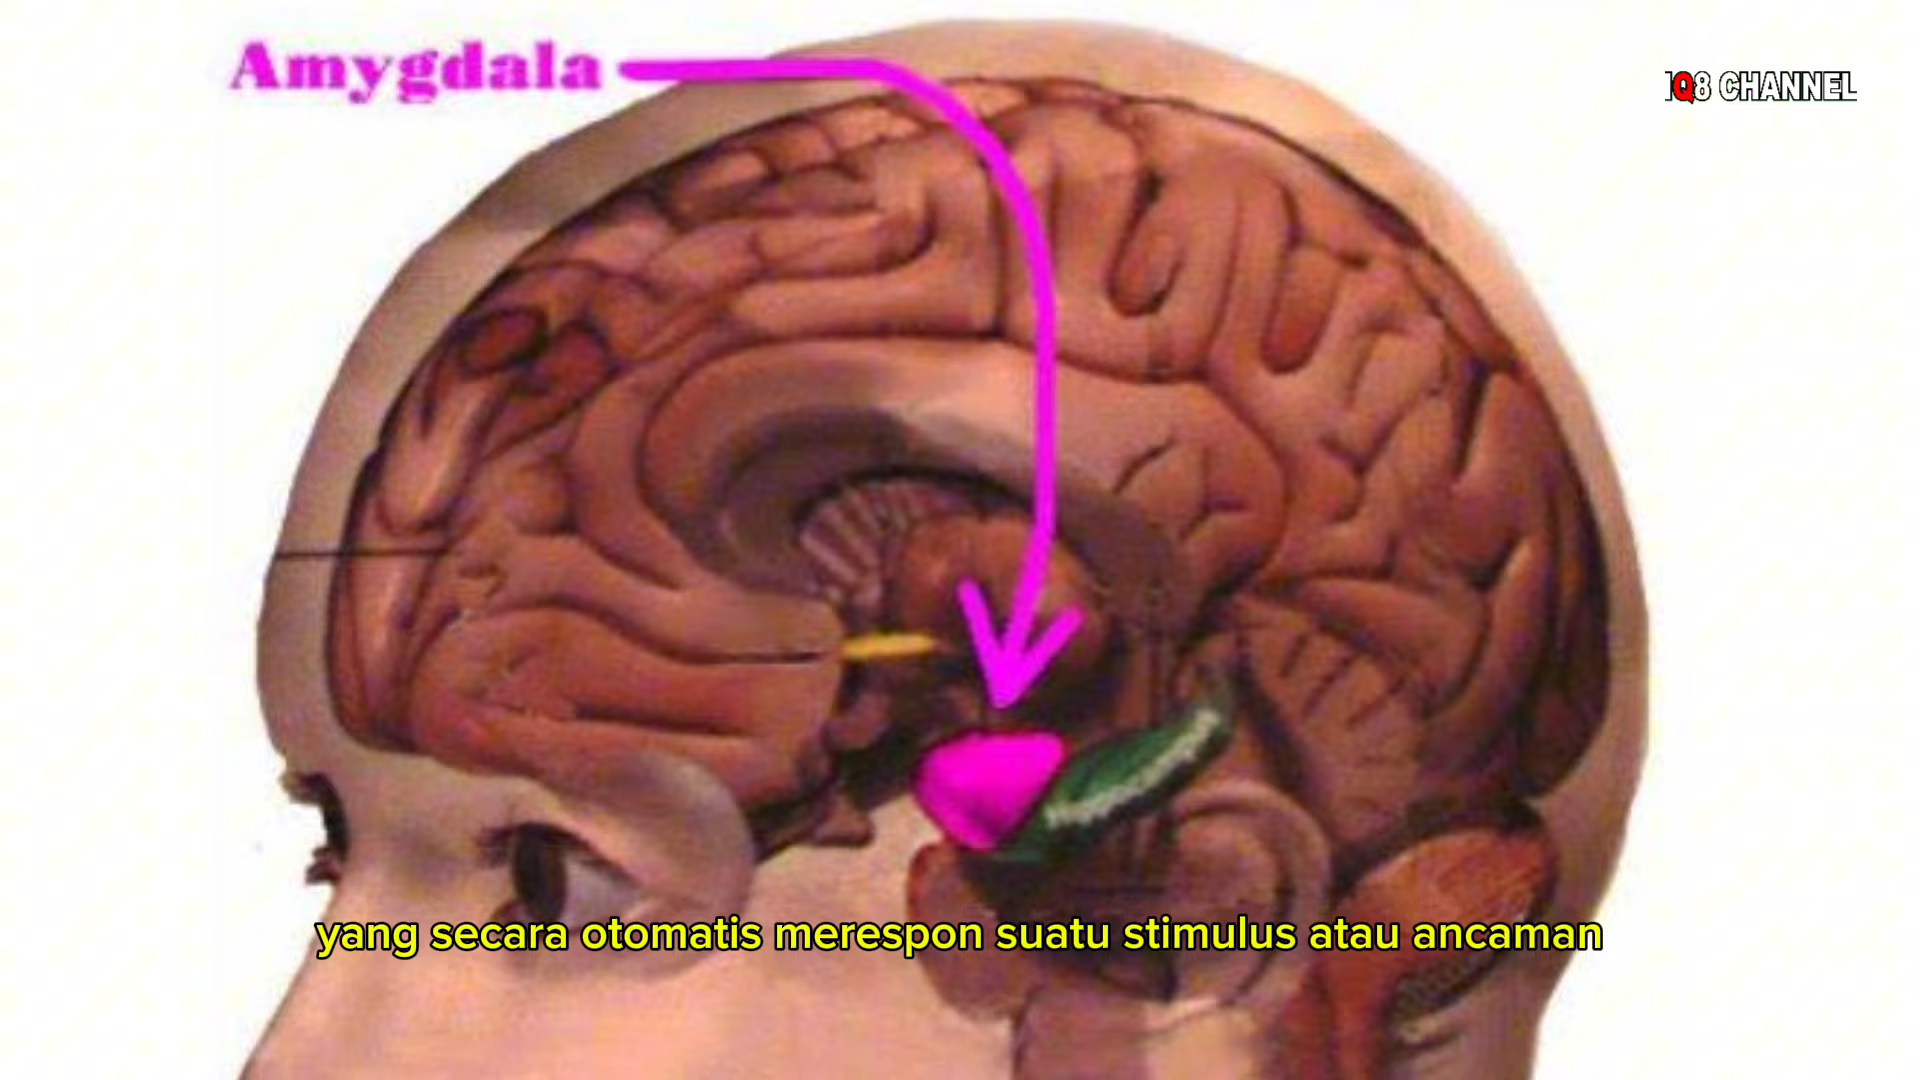 Amygdala
IQ8 CHANNEL
yang secara otomatis merespon suatu stimulus atau ancaman